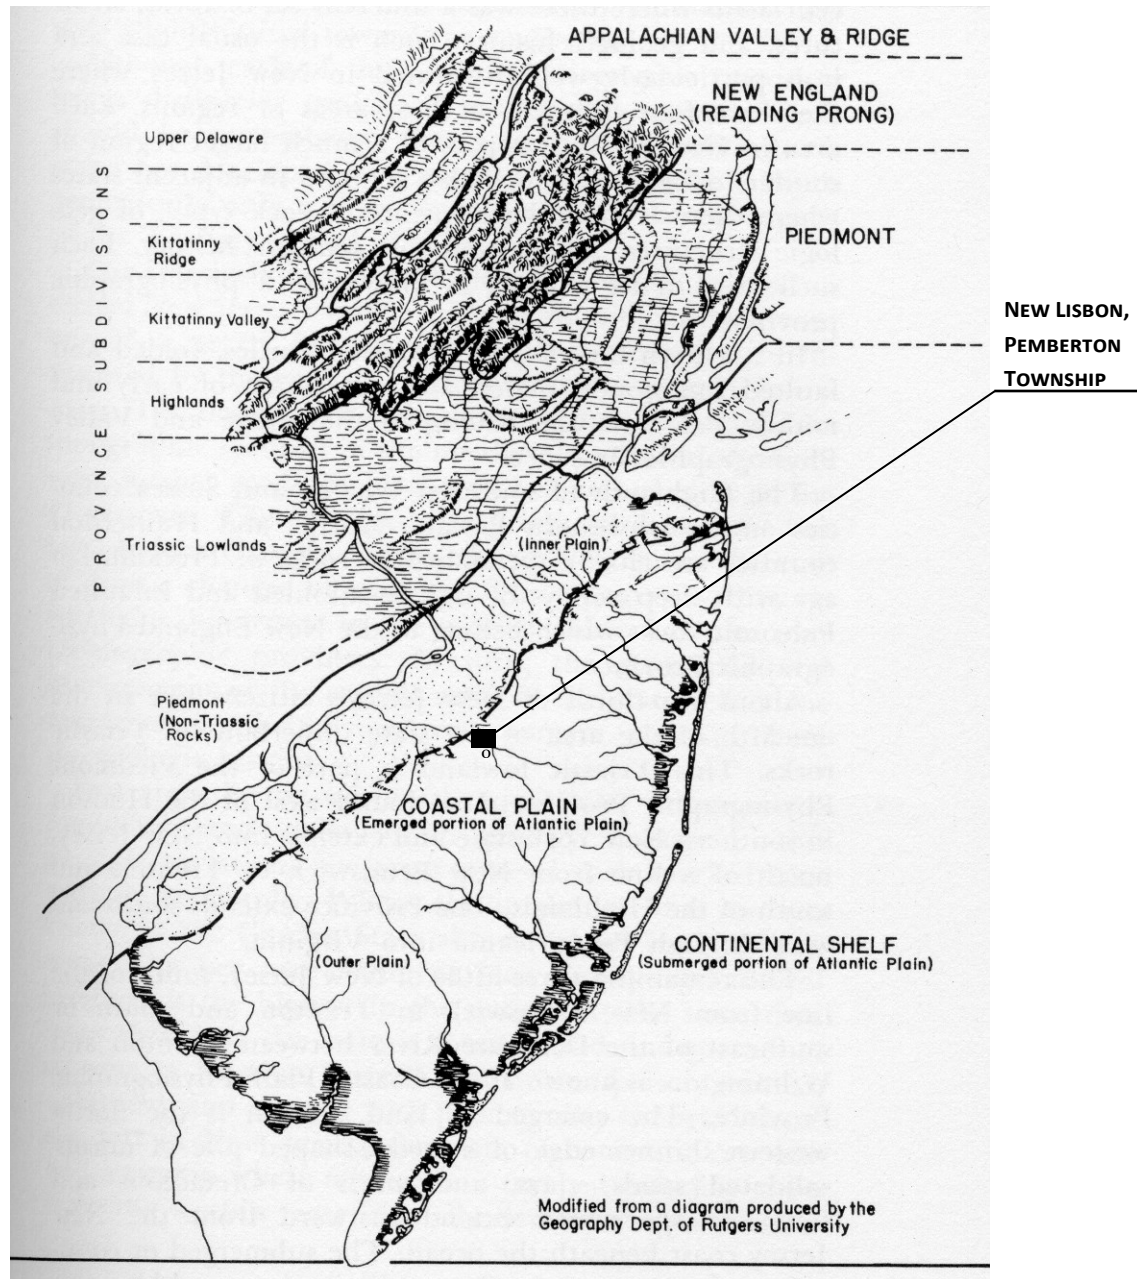 APPALACHIAN VALLEY & RIDGE
NEW ENGLAND
(READING PRONG)
Upper Delaware
PROVINCE SUBDIVISIONS
Kittatinny
Ridge
PIEDMONT
Kittatinny Valley
NEW LISBON,
PEMBERTON
TOWNSHIP
Highlands
Triassic Lowlands
(Inner Plain)
Piedmont
(Non-Triassic
Rocks)
o
COASTAL PLAIN
(Emerged portion of Atlantic Plain)
(Outer Plain)
CONTINENTAL SHELF
(Submerged portion of Atlantic Plain)
Modified from a diagram produced by the
Geography Dept. of Rutgers University